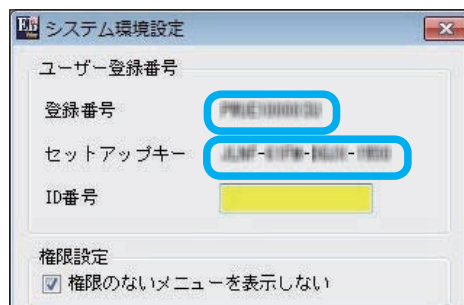 システム環境設定
ユーザー登録番号
登録番号
セットアップキー
ID番号
権限設定
権限のないメニューを表示しない